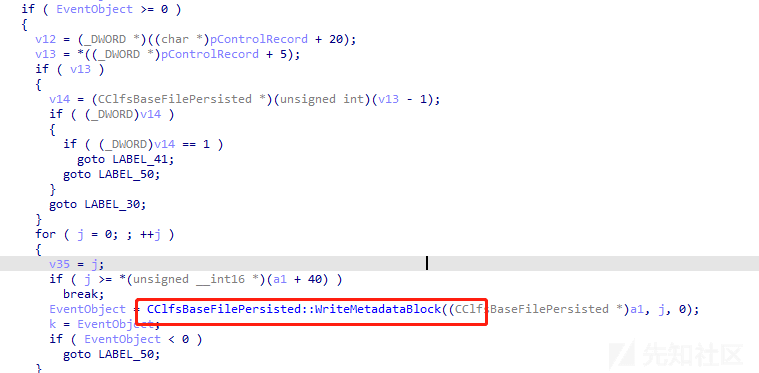 if ( EventObject >= 0 )
{
v12 = (_DWORD *)((char *)pControlRecord + 20);
v13 = *((_DWORD *)pControlRecord + 5);
if ( v13 )
{
v14 = (CClfsBaseFilePersisted *)(unsigned int)(v13 - 1);
if ( (_DWORD)v14 )
{
if ( (_DWORD)v14 == 1 )
goto LABEL_41;
goto LABEL_50;
}
goto LABEL_30;
}
for ( j = 0; ; ++j )
{
v35 = j;
if ( j >= *(unsigned __int16 *)(a1 + 40) )
break;
EventObject = CClfsBaseFilePersisted::WriteMetadataBlock((CClfsBaseFilePersisted *)a1, j, 0);
k = EventObject;
if ( EventObject < 0 )
goto LABEL_50;
}
先知社区